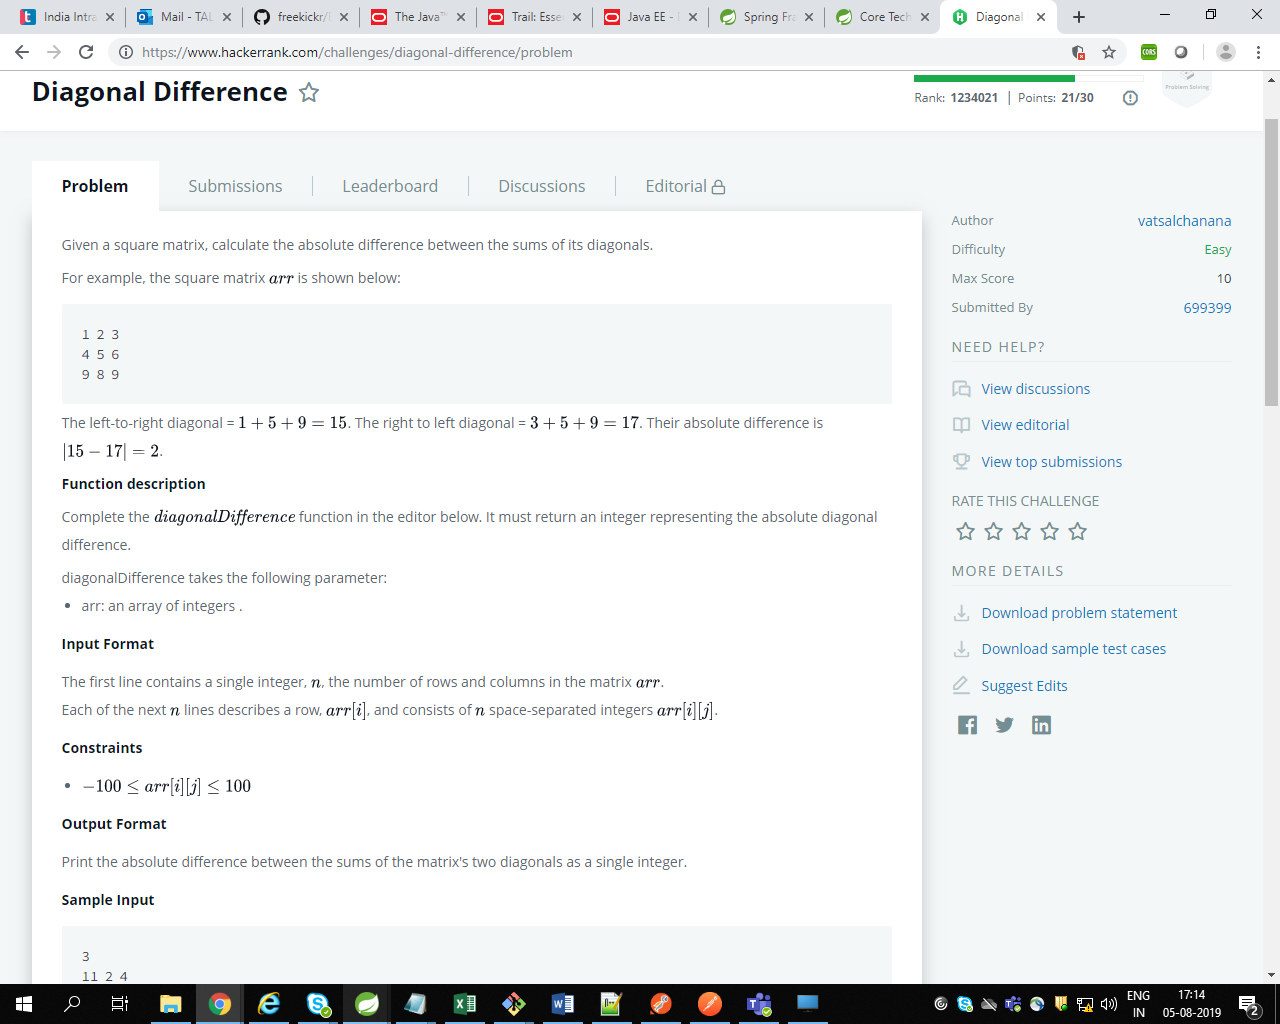 India Intra
Mail - TAL
freekickr/
The Java™
Trail: Esse
Java EE -
Spring Fra
Core Tech
Diagonal
https://www.hackerrank.com/challenges/diagonal-difference/problem
CORS
Diagonal Difference
Rank: 1234021 | Points: 21/30
Problem Solving
Problem
Submissions
Leaderboard
Discussions
Editorial
Given a square matrix, calculate the absolute difference between the sums of its diagonals.
For example, the square matrix arr is shown below:
1 2 3
4 5 6
9 8 9
The left-to-right diagonal = 1 + 5 + 9 = 15. The right to left diagonal = 3 + 5 + 9 = 17. Their absolute difference is
|15 − 17| = 2.
Function description
Complete the diagonalDifference function in the editor below. It must return an integer representing the absolute diagonal
difference.
diagonalDifference takes the following parameter:
• arr: an array of integers .
Input Format
The first line contains a single integer, n, the number of rows and columns in the matrix arr.
Each of the next n lines describes a row, arr[i], and consists of n space-separated integers arr[i][j].
Constraints
• −100 ≤ arr[i][j] ≤ 100
Output Format
Print the absolute difference between the sums of the matrix's two diagonals as a single integer.
Sample Input
3
11 2 4
Author vatsalchanana
Difficulty Easy
Max Score 10
Submitted By 699399
NEED HELP?
View discussions
View editorial
View top submissions
RATE THIS CHALLENGE
MORE DETAILS
Download problem statement
Download sample test cases
Suggest Edits
ENG
IN
17:14
05-08-2019
2